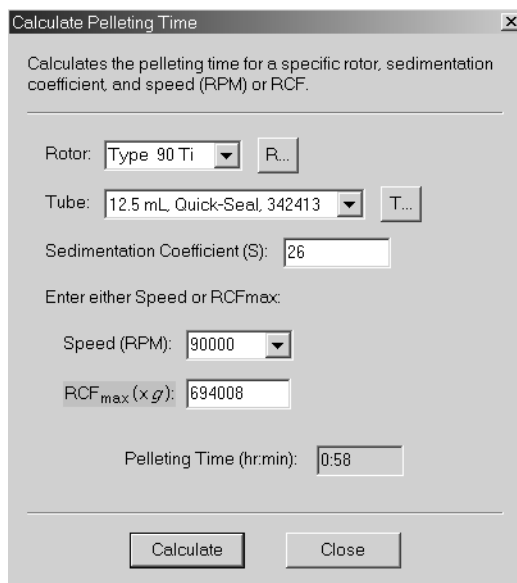 Calculate Pelleting Time
Calculates the pelleting time for a specific rotor, sedimentation
coefficient, and speed (RPM) or RCF.
Rotor: Type 90 Ti R...
Tube: 12.5 mL, Quick-Seal, 342413 T...
Sedimentation Coefficient (S): 26
Enter either Speed or RCFmax:
Speed (RPM): 90000
RCFmax (x g): 694008
Pelleting Time (hr:min): 0:58
Calculate Close